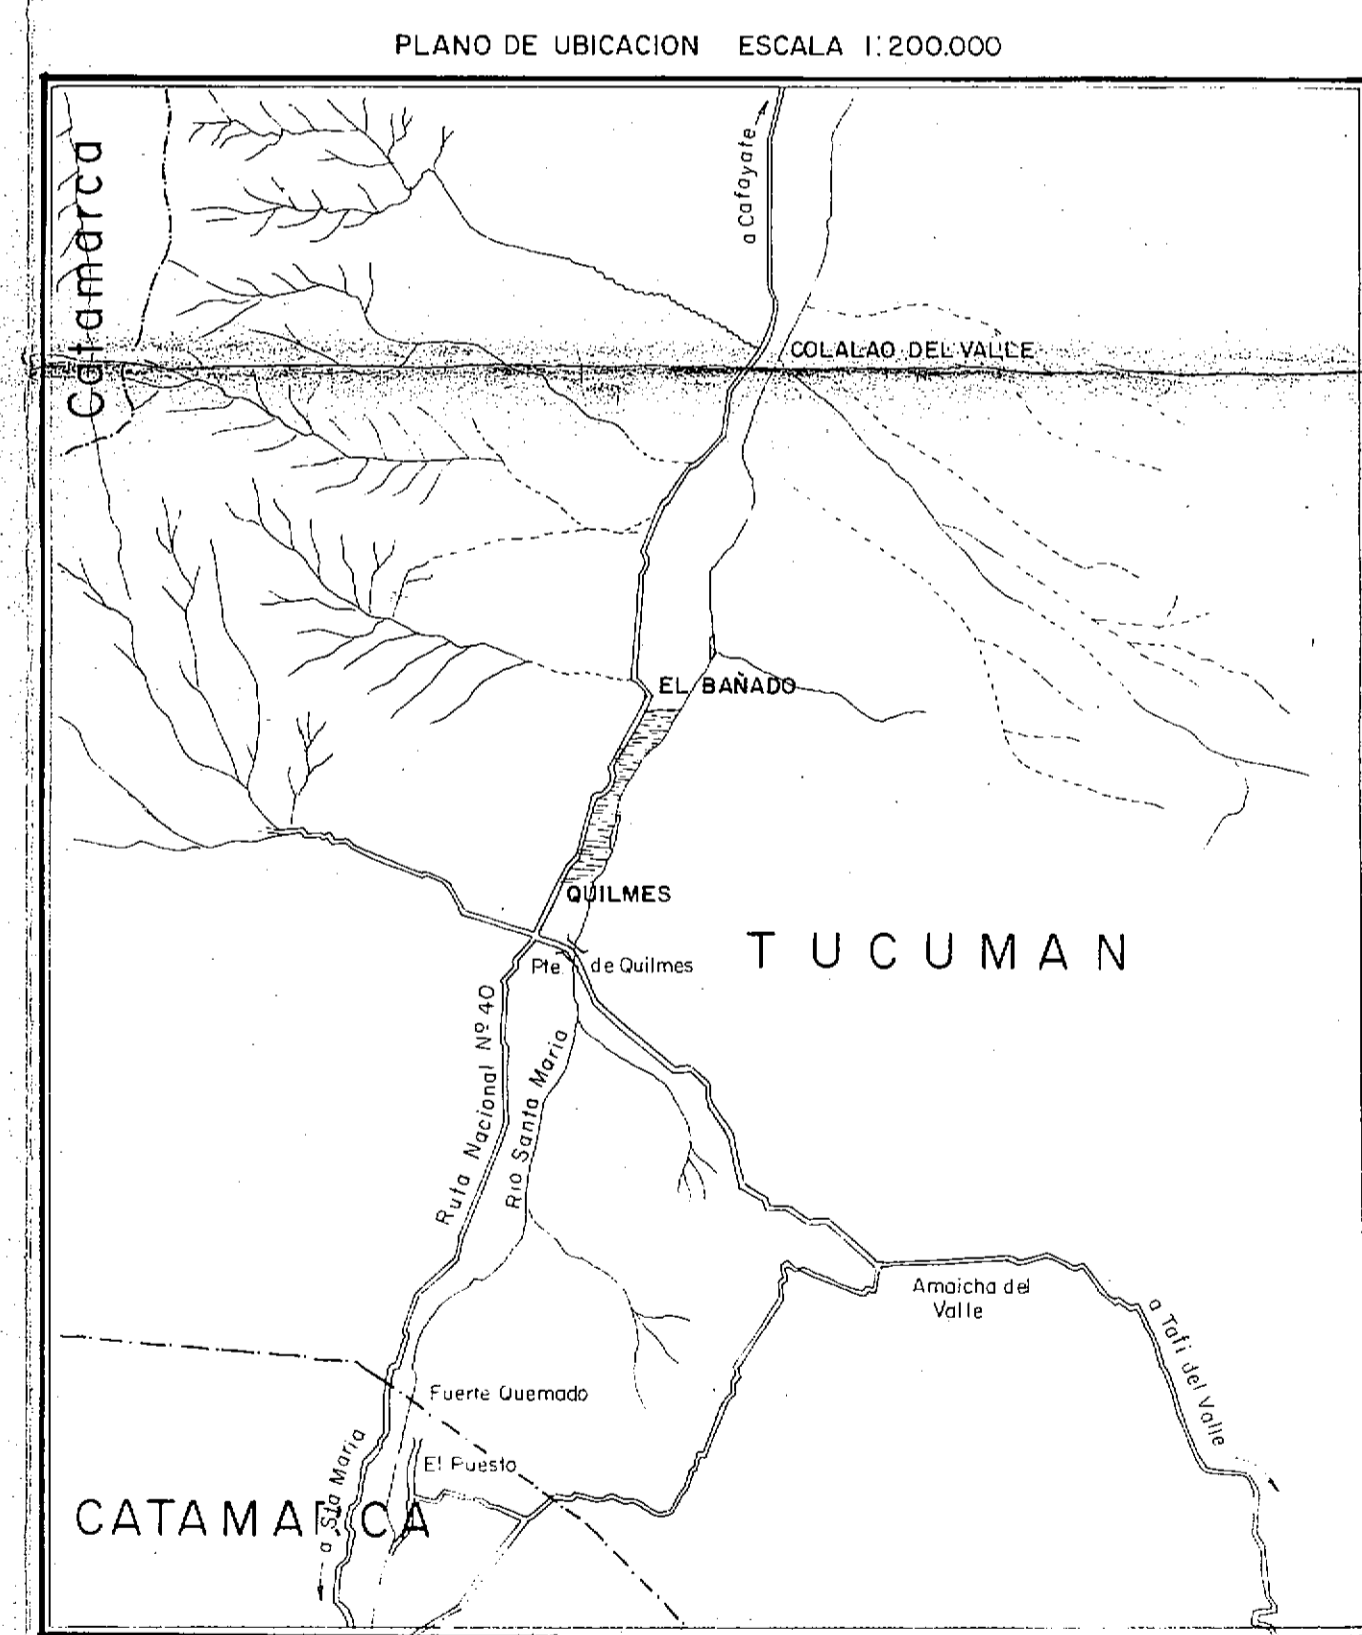 PLANO DE UBICACION ESCALA 1:200.000
Catamarca
a Cafayate
COLALAO DEL VALLE
EL BAÑADO
QUILMES
TUCUMAN
Pte. de Quilmes
Ruta Nacional Nº 40
RIO Santa Maria
Amaicha del
Valle
a Tafi del Valle
Fuerte Quemado
El Puesto
a Sta Maria
CATAMARCA